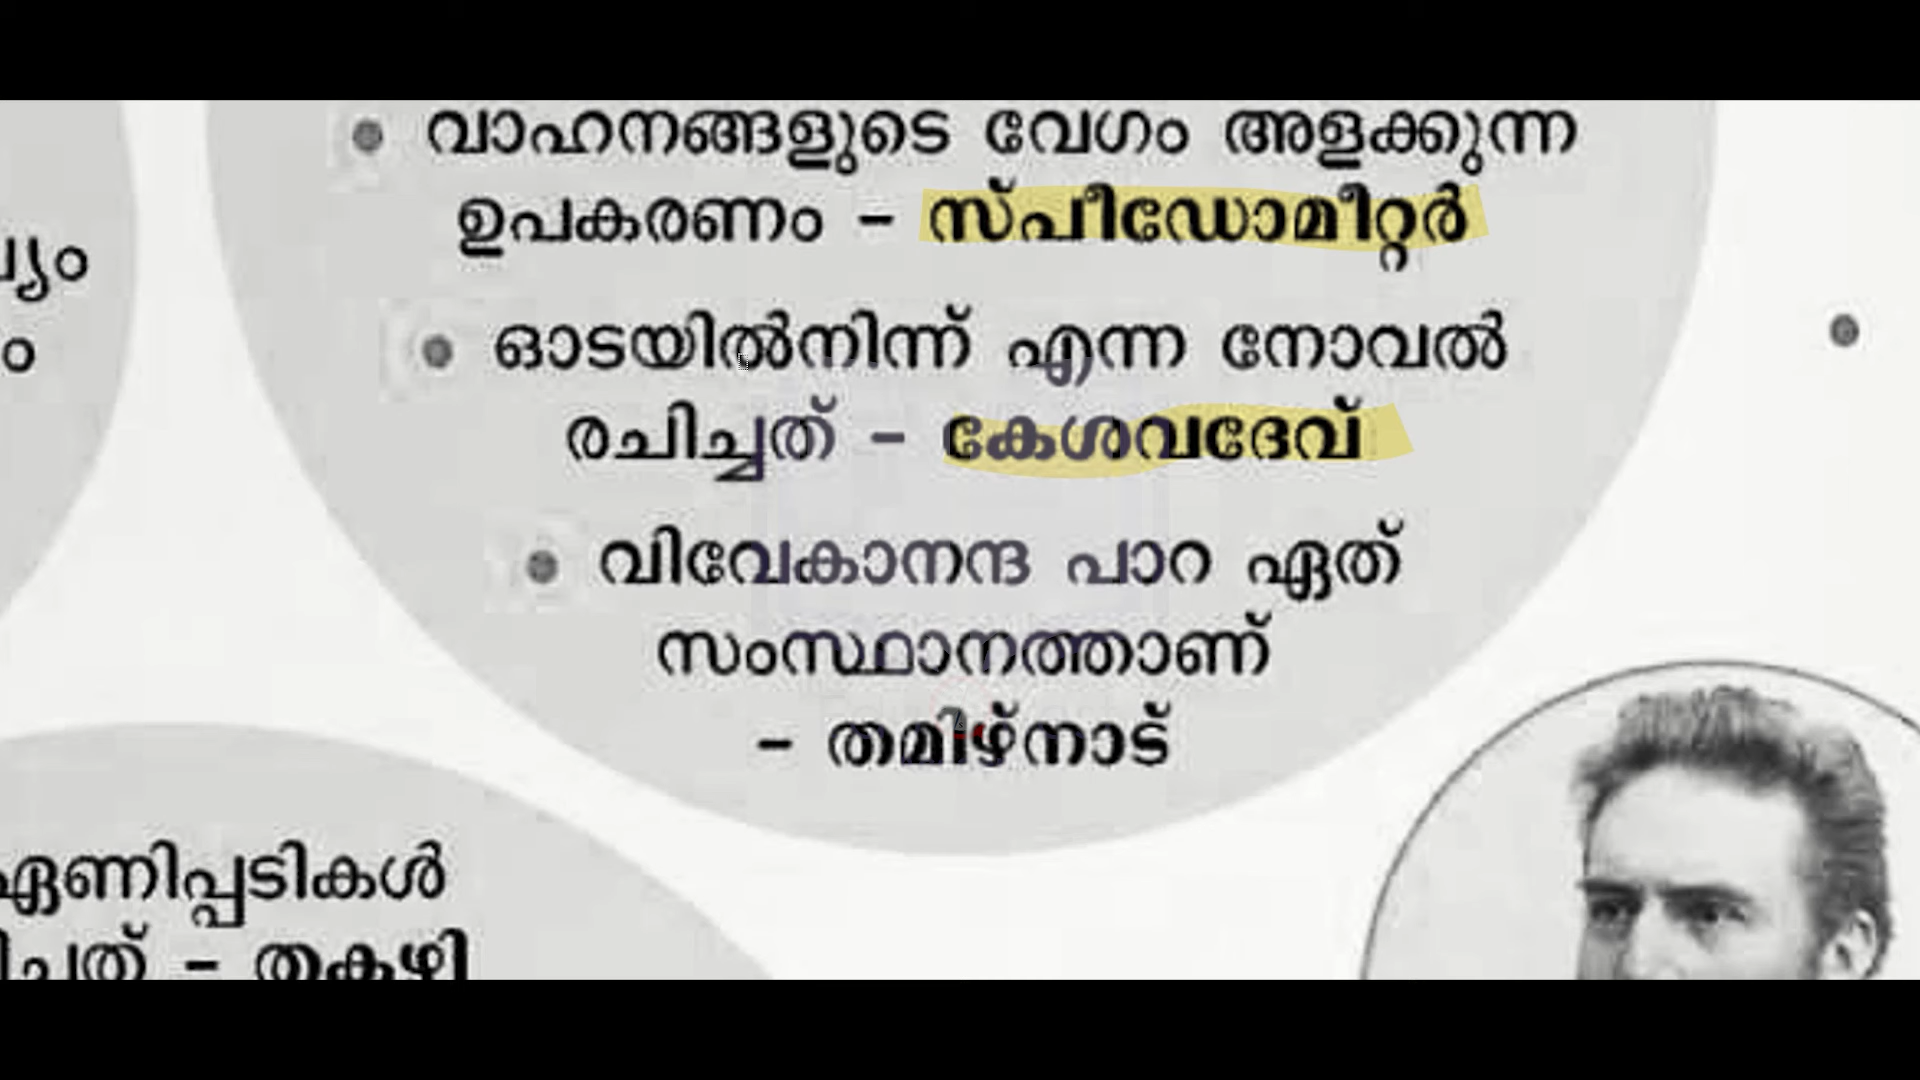 വാഹനങ്ങളുടെ വേഗം അളക്കുന്ന
ഉപകരണം – സ്പീഡോമീറ്റർ
ഓടയിൽനിന്ന് എന്ന നോവൽ
രചിച്ചത് – കേശവദേവ്
വിവേകാനന്ദ പാറ ഏത്
സംസ്ഥാനത്താണ്
– തമിഴ്നാട്
ഏണിപ്പടികൾ
– തകഴി